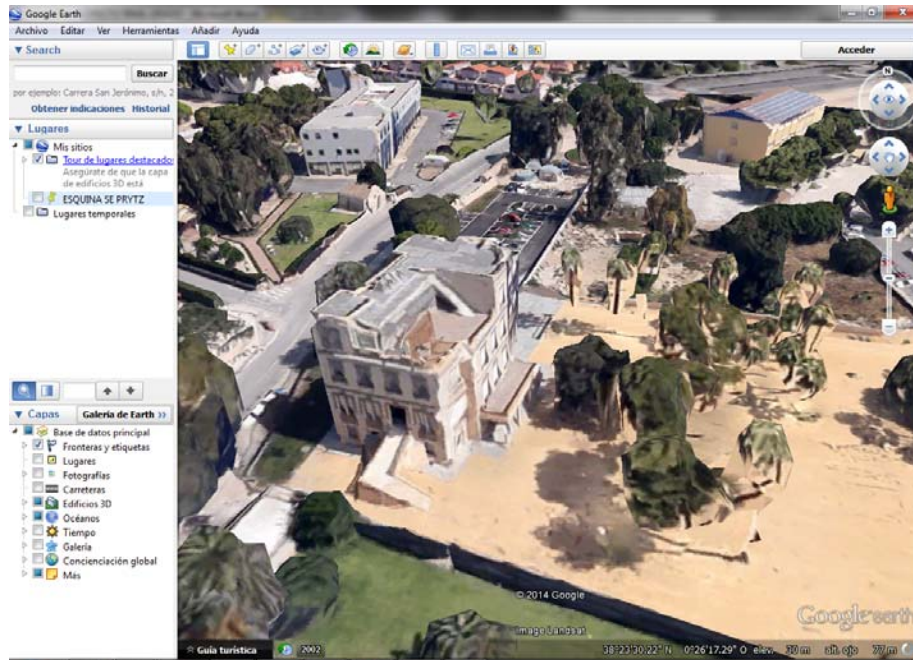 Google Earth
Archivo Editar Ver Herramientas Añadir Ayuda
Search
Acceder
Buscar
por ejemplo: Carrera San Jerónimo, s/n, 2
Obtener indicaciones Historial
Lugares
Mis sitios
Tour de lugares destacado
Asegúrate de que la capa
de edificios 3D está
ESQUINA SE PRYTZ
Lugares temporales
Capas Galería de Earth >>
Base de datos principal
Fronteras y etiquetas
Lugares
Fotografías
Carreteras
Edificios 3D
Océanos
Tiempo
Galería
Concienciación global
Más
N
© 2014 Google
Image Landsat
Google earth
Guía turística 2002
38°23'30.22" N 0°26'17.29" O elev. 30 m alt. ojo 77 m